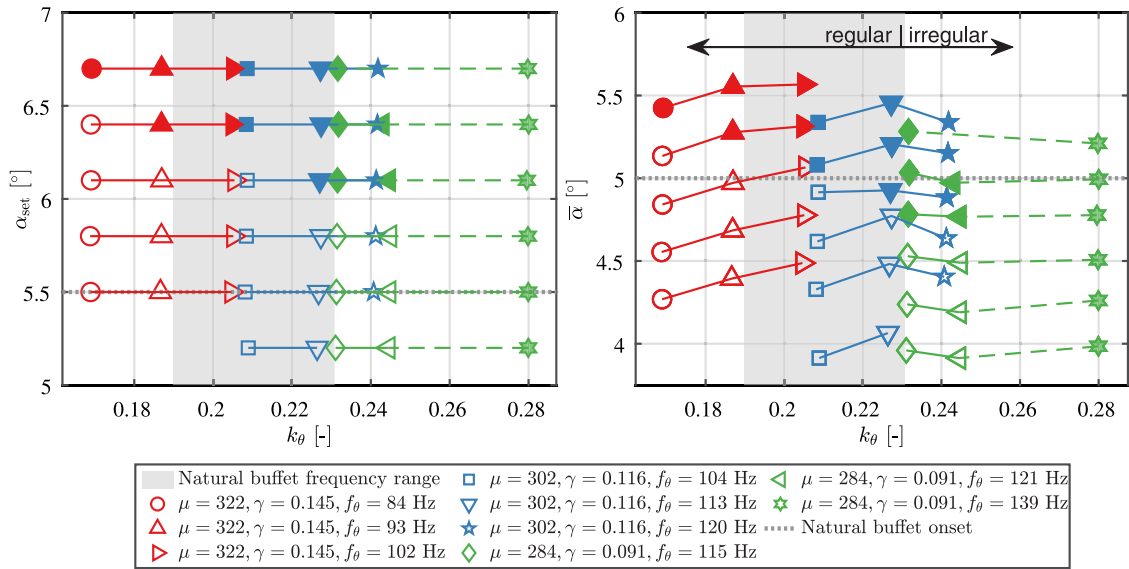 7
6.5
6
5.5
5
α_set [°]
0.18 0.2 0.22 0.24 0.26 0.28
k_θ [-]
6
5.5
5
4.5
4
α̅ [°]
regular | irregular
0.18 0.2 0.22 0.24 0.26 0.28
k_θ [-]
Natural buffet frequency range
μ = 322, γ = 0.145, f_θ = 84 Hz
μ = 322, γ = 0.145, f_θ = 93 Hz
μ = 322, γ = 0.145, f_θ = 102 Hz
μ = 302, γ = 0.116, f_θ = 104 Hz
μ = 302, γ = 0.116, f_θ = 113 Hz
μ = 302, γ = 0.116, f_θ = 120 Hz
μ = 284, γ = 0.091, f_θ = 115 Hz
μ = 284, γ = 0.091, f_θ = 121 Hz
μ = 284, γ = 0.091, f_θ = 139 Hz
Natural buffet onset